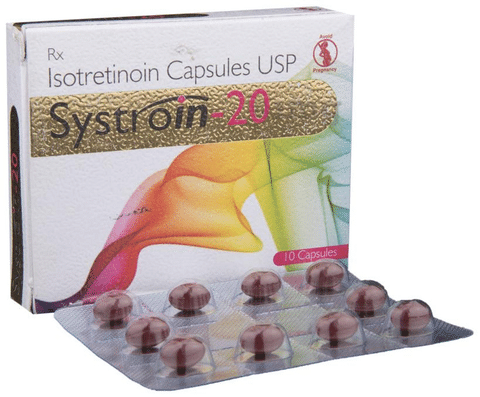 Rx
Isotretinoin Capsules USP
Systroin-20
Avoid
Pregnancy
10 Capsules